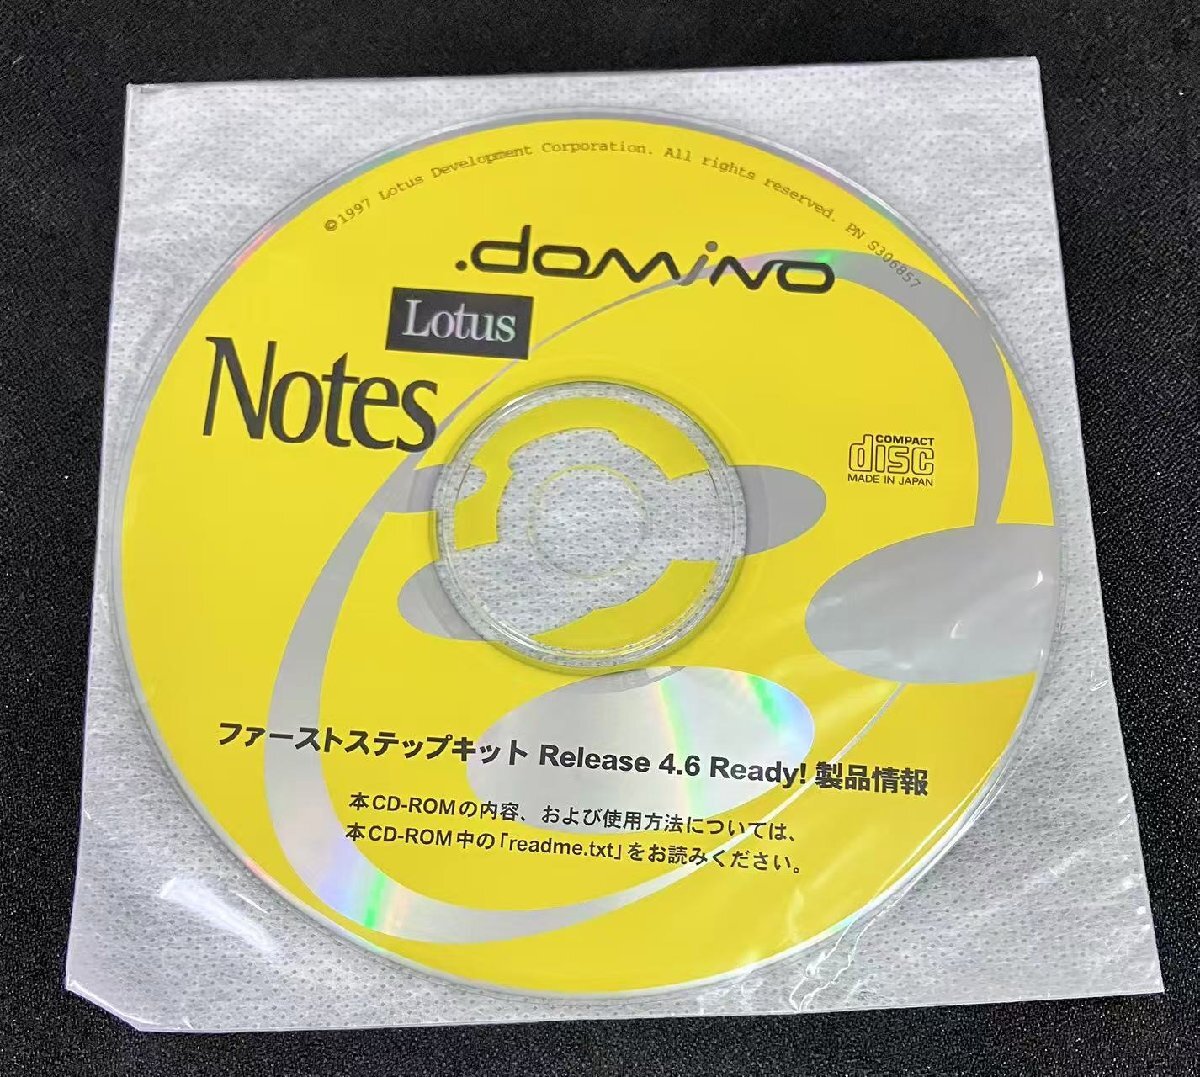 ©1997 Lotus Development Corporation. All rights reserved. PN S306857
.domino
Lotus
Notes
COMPACT
disc
MADE IN JAPAN
ファーストステップキット Release 4.6 Ready! 製品情報
本CD-ROMの内容、および使用方法については、
本CD-ROM中の「readme.txt」をお読みください。